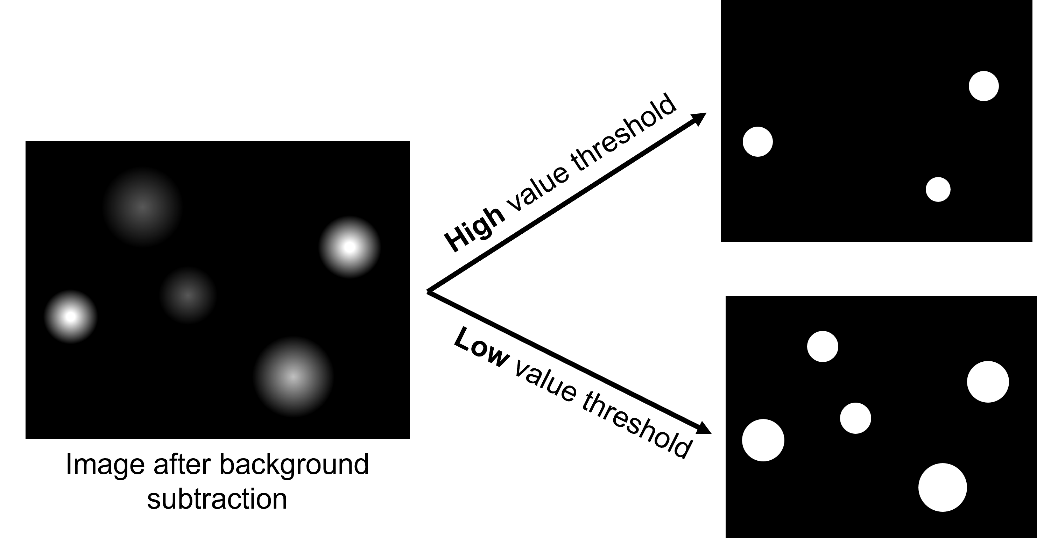 High value threshold
Low value threshold
Image after background
subtraction